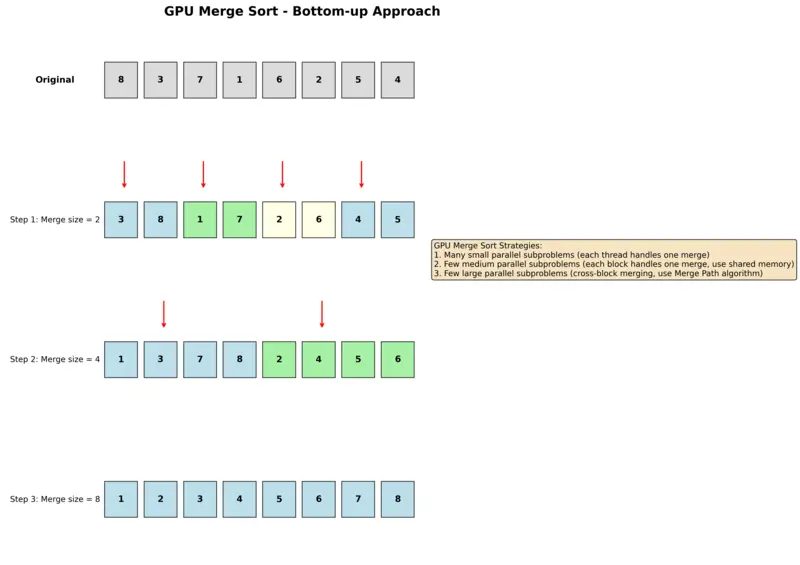 GPU Merge Sort - Bottom-up Approach
Original 8 3 7 1 6 2 5 4
Step 1: Merge size = 2 3 8 1 7 2 6 4 5
GPU Merge Sort Strategies:
1. Many small parallel subproblems (each thread handles one merge)
2. Few medium parallel subproblems (each block handles one merge, use shared memory)
3. Few large parallel subproblems (cross-block merging, use Merge Path algorithm)
Step 2: Merge size = 4 1 3 7 8 2 4 5 6
Step 3: Merge size = 8 1 2 3 4 5 6 7 8